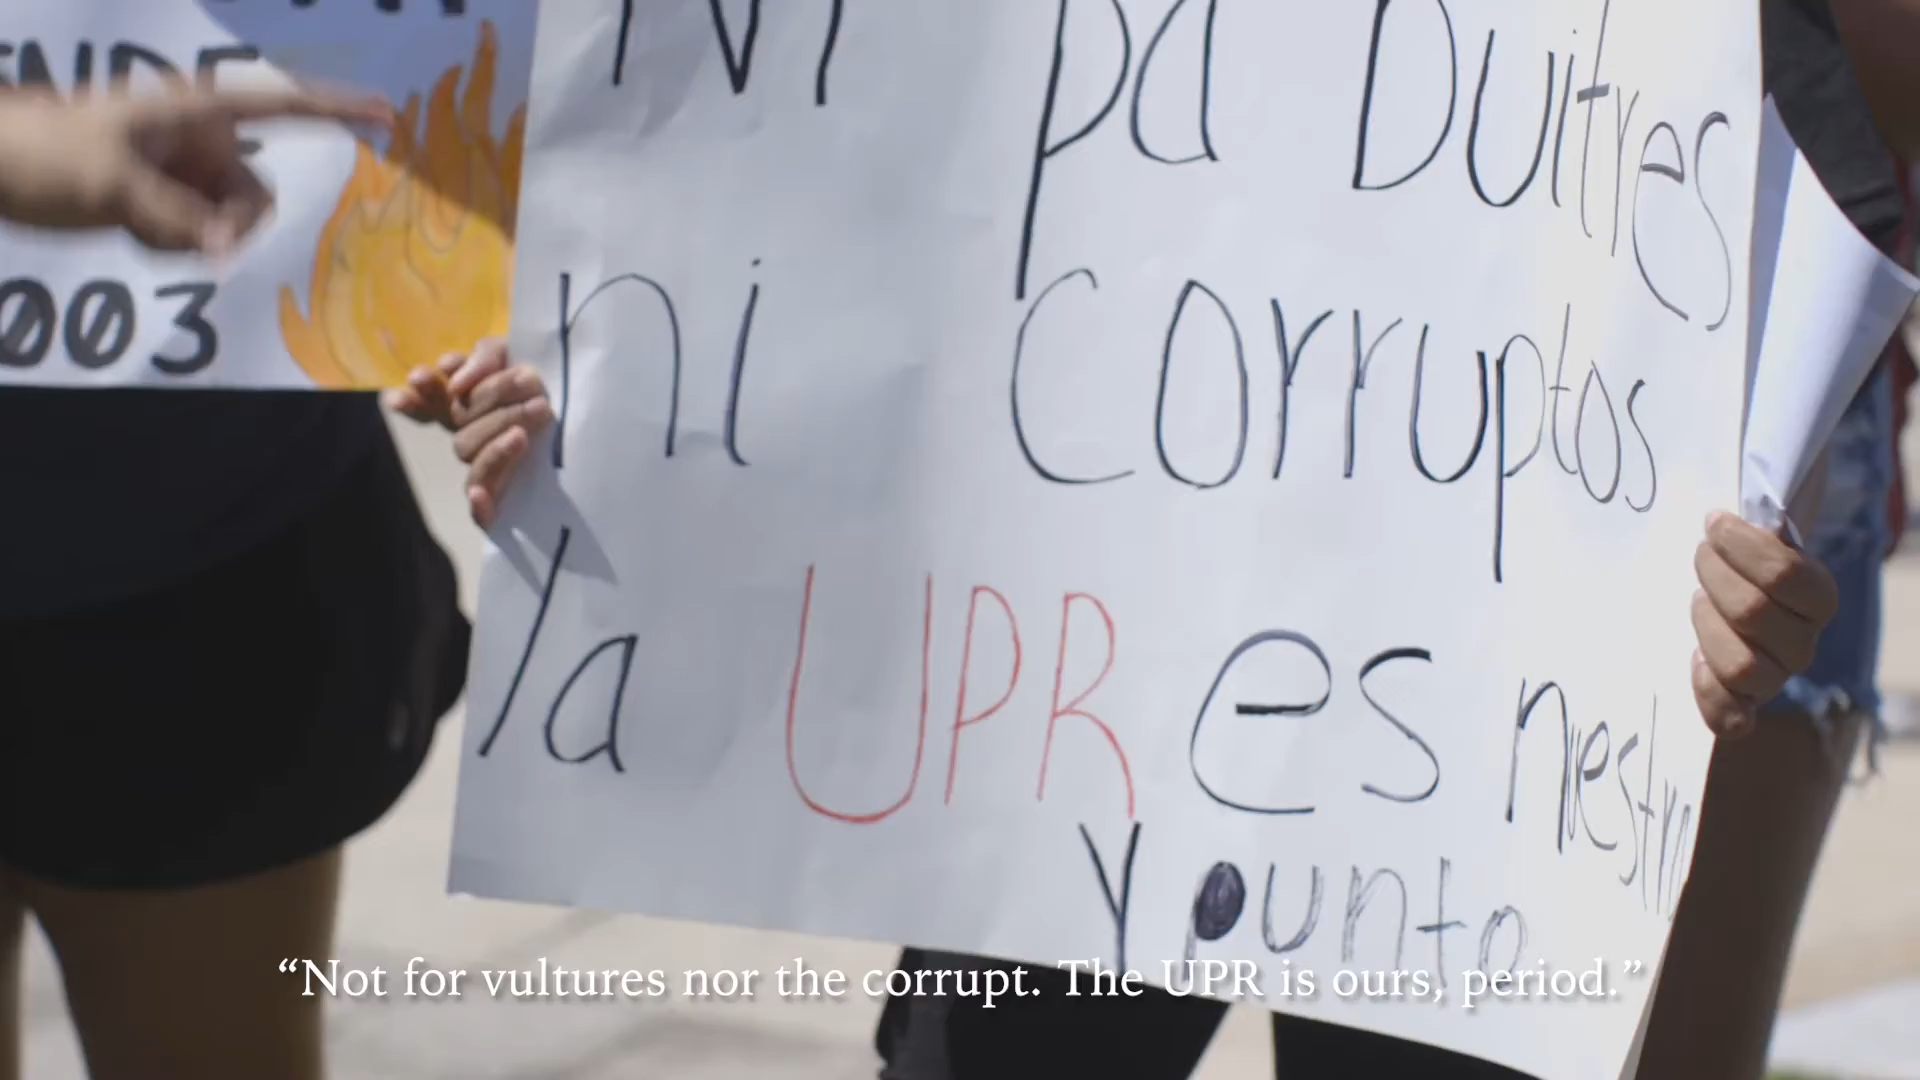 003
Ni pa Buitres
ni corruptos
la UPR es nuestra
y punto
“Not for vultures nor the corrupt. The UPR is ours, period.”